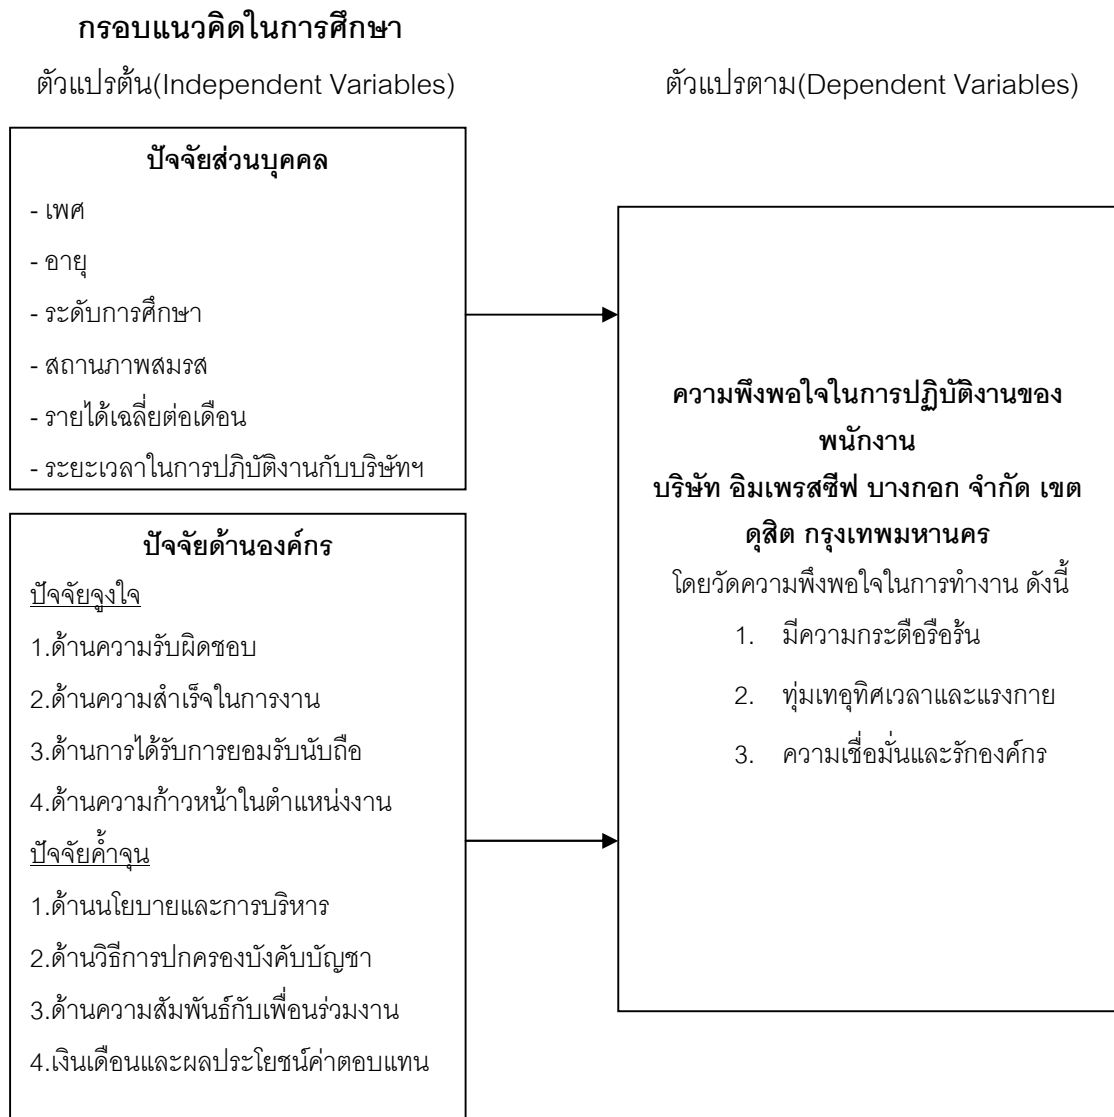 กรอบแนวคิดในการศึกษา
ตัวแปรต้น(Independent Variables)
ตัวแปรตาม(Dependent Variables)
ปัจจัยส่วนบุคคล
- เพศ
- อายุ
- ระดับการศึกษา
- สถานภาพสมรส
- รายได้เฉลี่ยต่อเดือน
- ระยะเวลาในการปฏิบัติงานกับบริษัทฯ
ปัจจัยด้านองค์กร
ปัจจัยจูงใจ
1.ด้านความรับผิดชอบ
2.ด้านความสำเร็จในการงาน
3.ด้านการได้รับการยอมรับนับถือ
4.ด้านความก้าวหน้าในตำแหน่งงาน
ปัจจัยค้ำจุน
1.ด้านนโยบายและการบริหาร
2.ด้านวิธีการปกครองบังคับบัญชา
3.ด้านความสัมพันธ์กับเพื่อนร่วมงาน
4.เงินเดือนและผลประโยชน์ค่าตอบแทน
ความพึงพอใจในการปฏิบัติงานของ
พนักงาน
บริษัท อิมเพรสซีฟ บางกอก จำกัด เขต
ดุสิต กรุงเทพมหานคร
โดยวัดความพึงพอใจในการทำงาน ดังนี้
1. มีความกระตือรือร้น
2. ทุ่มเทอุทิศเวลาและแรงกาย
3. ความเชื่อมั่นและรักองค์กร